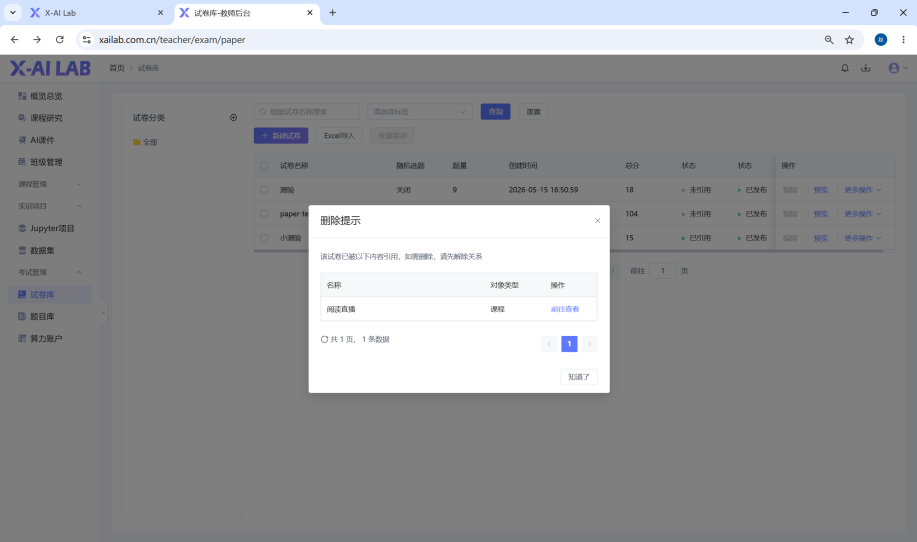 X-AI Lab
试卷库-教师后台
xailab.com.cn/teacher/exam/paper
X-AI LAB
首页 > 试卷库
概览总览
课程研究
AI课件
班级管理
课程管理
实训项目
Jupyter项目
数据集
考试管理
试卷库
题目库
算力账户
试卷分类
全部
根据试卷名称搜索
请选择标签
查询
重置
+ 新建试卷
Excel导入
批量移动
试卷名称 随机选题 题量 创建时间 总分 状态 状态 操作
测验 关闭 9 2026-05-15 16:50:59 18 未引用 已发布 编辑 预览 更多操作
paper-te 104 未引用 已发布 编辑 预览 更多操作
小测验 15 已引用 已发布 编辑 预览 更多操作
前往 1 页
删除提示
该试卷已被以下内容引用，如需删除，请先解除关系
名称 对象类型 操作
阅读直播 课程 前往查看
共 1 页， 1 条数据
1
知道了